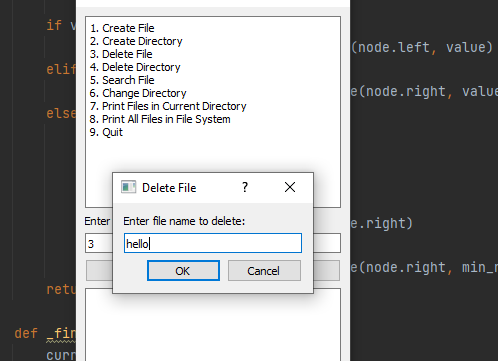 if v
(node.left, value)
elif
e(node.right, value
else
e.right)
e(node.right, min_
retu
def _fin
curr
1. Create File
2. Create Directory
3. Delete File
4. Delete Directory
5. Search File
6. Change Directory
7. Print Files in Current Directory
8. Print All Files in File System
9. Quit
Enter
3
Delete File
?
Enter file name to delete:
hello
OK
Cancel